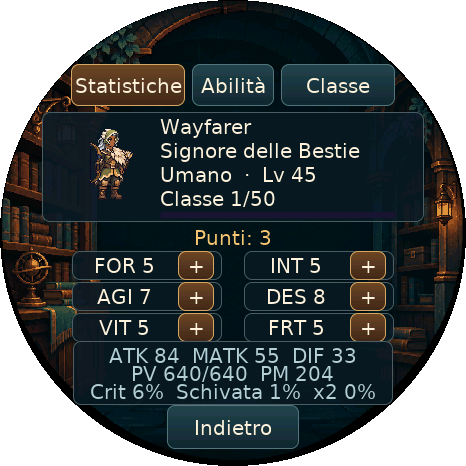 Statistiche Abilità Classe
Wayfarer
Signore delle Bestie
Umano · Lv 45
Classe 1/50
Punti: 3
FOR 5 + INT 5 +
AGI 7 + DES 8 +
VIT 5 + FRT 5 +
ATK 84 MATK 55 DIF 33
PV 640/640 PM 204
Crit 6% Schivata 1% x2 0%
Indietro